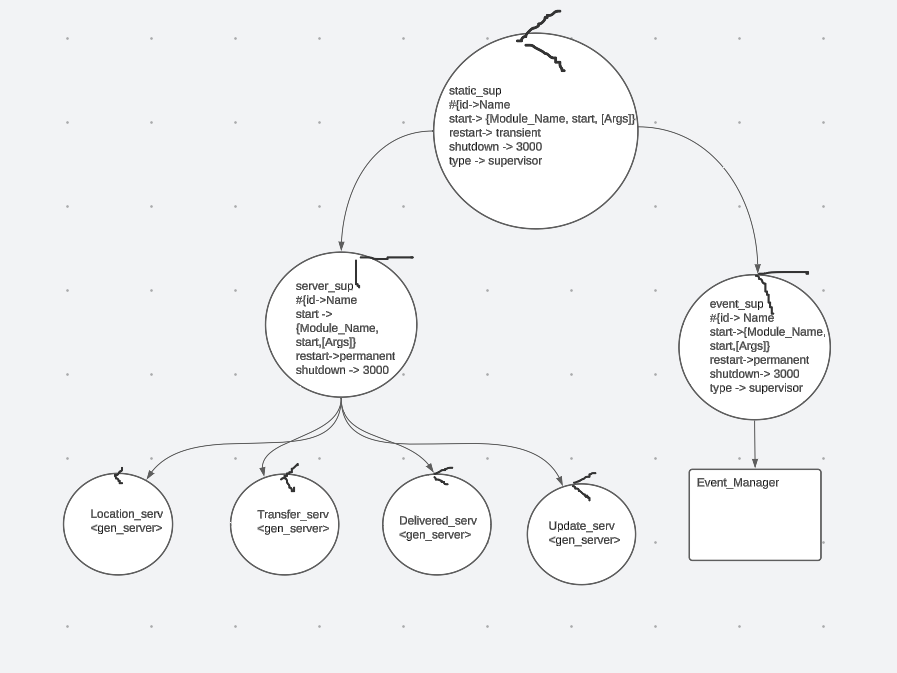 static_sup
#{id->Name
start-> {Module_Name, start, [Args]}
restart-> transient
shutdown -> 3000
type -> supervisor
server_sup
#{id->Name
start ->
{Module_Name,
start,[Args]}
restart->permanent
shutdown -> 3000
event_sup
#{id-> Name
start->{Module_Name,
start,[Args]}
restart->permanent
shutdown-> 3000
type -> supervisor
Location_serv
<gen_server>
Transfer_serv
<gen_server>
Delivered_serv
<gen_server>
Update_serv
<gen_server>
Event_Manager